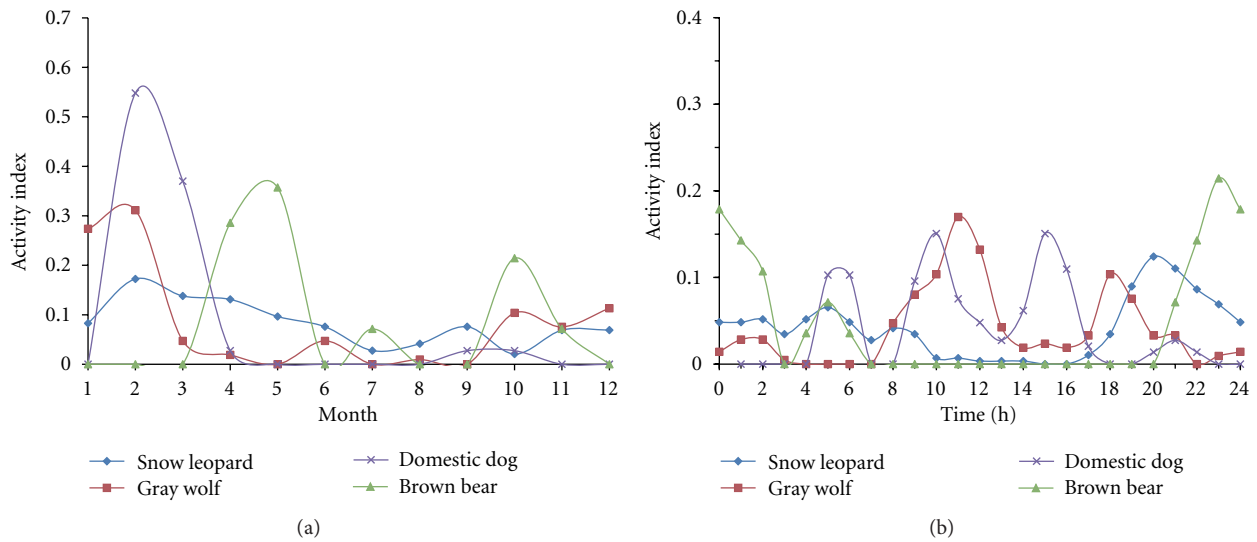 0.7
0.6
0.5
0.4
0.3
0.2
0.1
0
Activity index
1 2 3 4 5 6 7 8 9 10 11 12
Month
Snow leopard
Gray wolf
Domestic dog
Brown bear
(a)
0.4
0.3
0.2
0.1
0
Activity index
0 2 4 6 8 10 12 14 16 18 20 22 24
Time (h)
Snow leopard
Gray wolf
Domestic dog
Brown bear
(b)